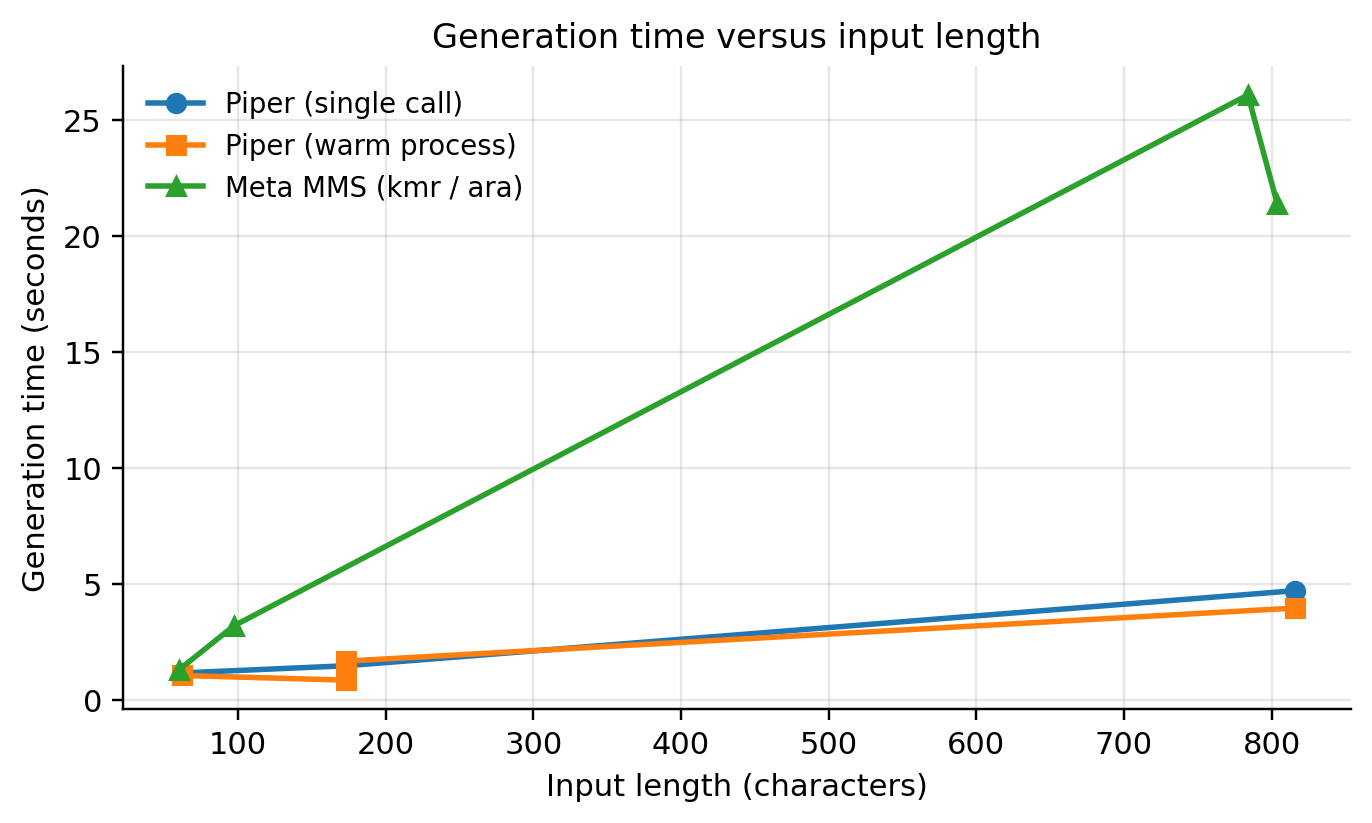 Generation time versus input length
Piper (single call)
Piper (warm process)
Meta MMS (kmr / ara)
Generation time (seconds)
25
20
15
10
5
0
100 200 300 400 500 600 700 800
Input length (characters)